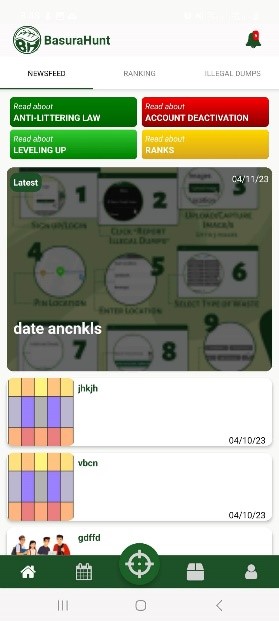 BasuraHunt
NEWSFEED
RANKING
ILLEGAL DUMPS
Read about
ANTI-LITTERING LAW
Read about
ACCOUNT DEACTIVATION
Read about
LEVELING UP
Read about
RANKS
Latest
04/11/23
1
2
3
SIGN UP/LOGIN
CLICK "REPORT
ILLEGAL DUMPS"
UPLOAD/CAPTURE
IMAGE/S
4
5
6
PIN LOCATION
ENTER LOCATION
SELECT TYPE OF WASTE
date ancnkls
7
8
9
jhkjh
04/10/23
vbcn
04/10/23
gdffd